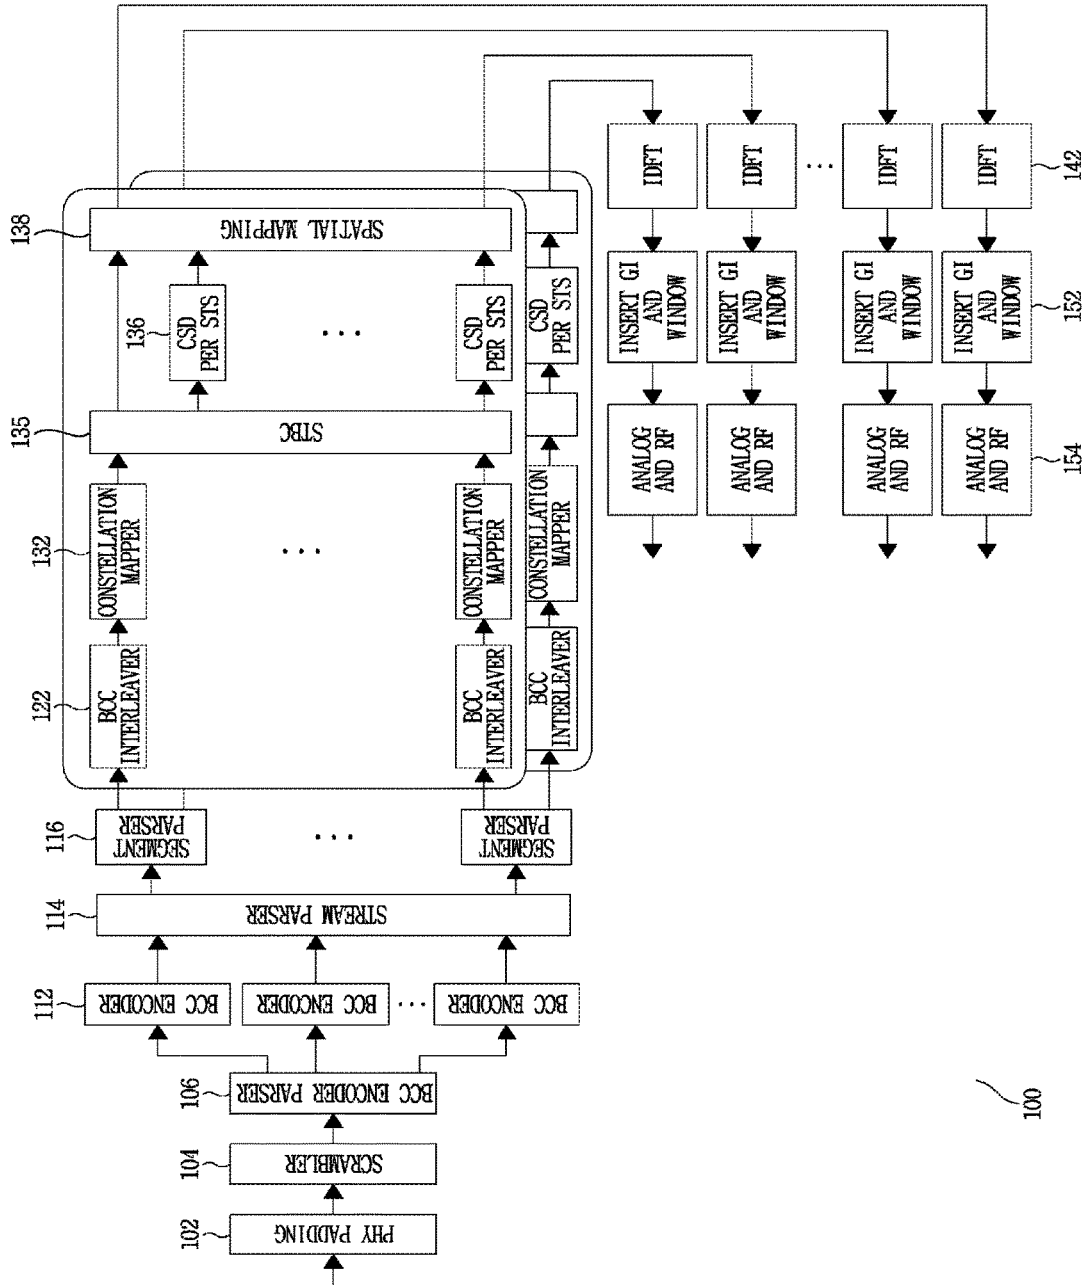 102
PHY PADDING
104
SCRAMBLER
106
BCC ENCODER PARSER
112
BCC ENCODER
BCC ENCODER
...
BCC ENCODER
114
STREAM PARSER
116
SEGMENT
PARSER
...
SEGMENT
PARSER
122
BCC
INTERLEAVER
BCC
INTERLEAVER
BCC
INTERLEAVER
132
CONSTELLATION
MAPPER
...
CONSTELLATION
MAPPER
CONSTELLATION
MAPPER
135
STBC
136
CSD
PER STS
...
CSD
PER STS
CSD
PER STS
138
SPATIAL MAPPING
IDFT
IDFT
...
IDFT
IDFT
142
INSERT GI
AND
WINDOW
INSERT GI
AND
WINDOW
INSERT GI
AND
WINDOW
INSERT GI
AND
WINDOW
152
ANALOG
AND RF
ANALOG
AND RF
ANALOG
AND RF
ANALOG
AND RF
154
100